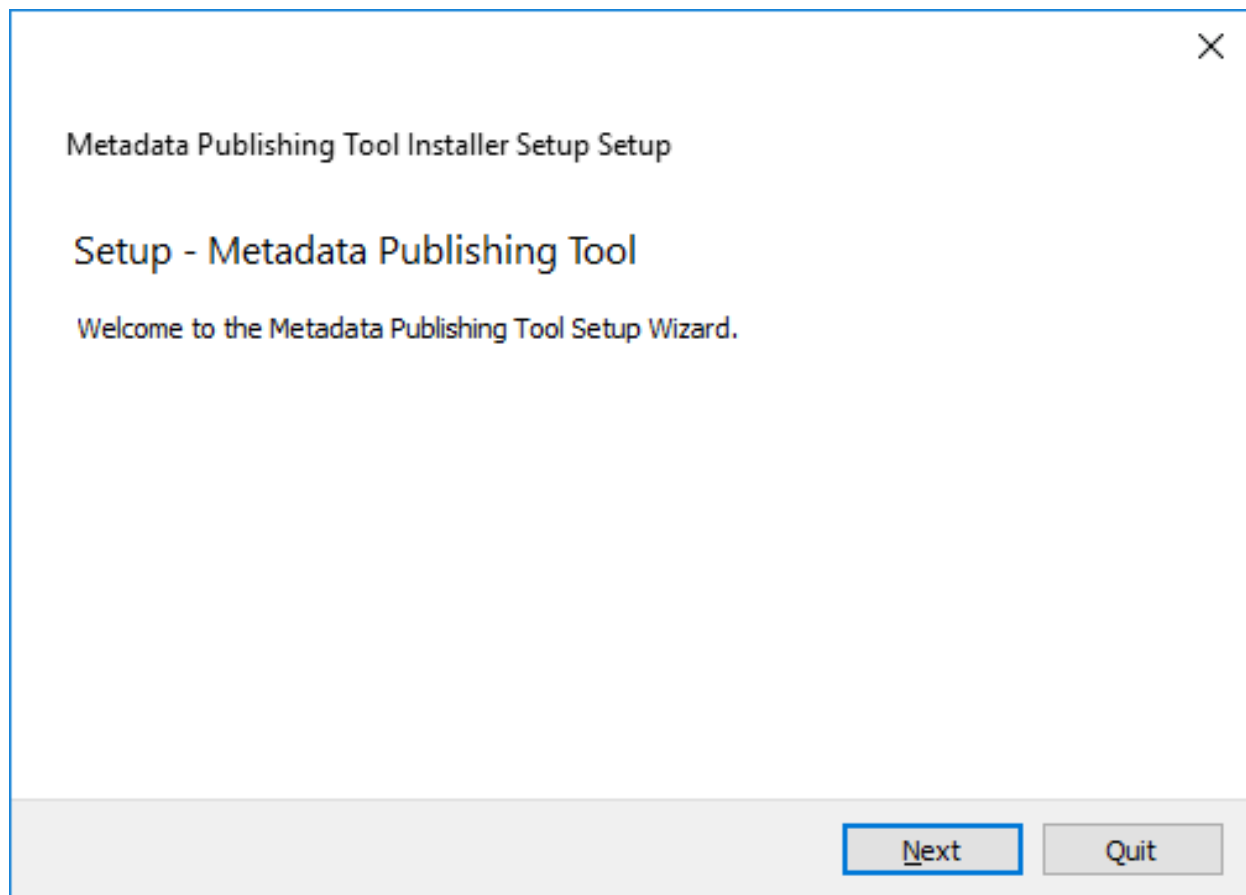 Metadata Publishing Tool Installer Setup Setup
Setup - Metadata Publishing Tool
Welcome to the Metadata Publishing Tool Setup Wizard.
Next
Quit